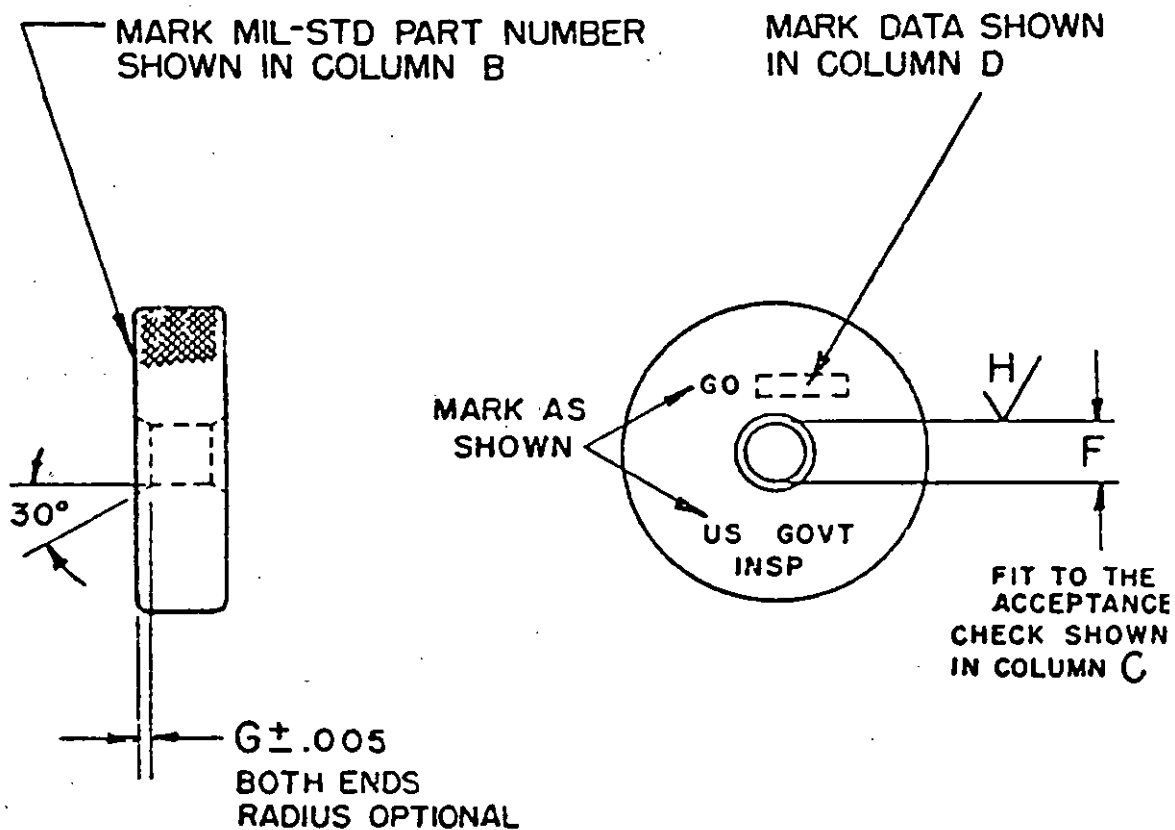 MARK MIL-STD PART NUMBER
SHOWN IN COLUMN B
MARK DATA SHOWN
IN COLUMN D
GO
H
MARK AS
SHOWN
F
30°
US GOVT
INSP
FIT TO THE
ACCEPTANCE
CHECK SHOWN
IN COLUMN C
G±.005
BOTH ENDS
RADIUS OPTIONAL